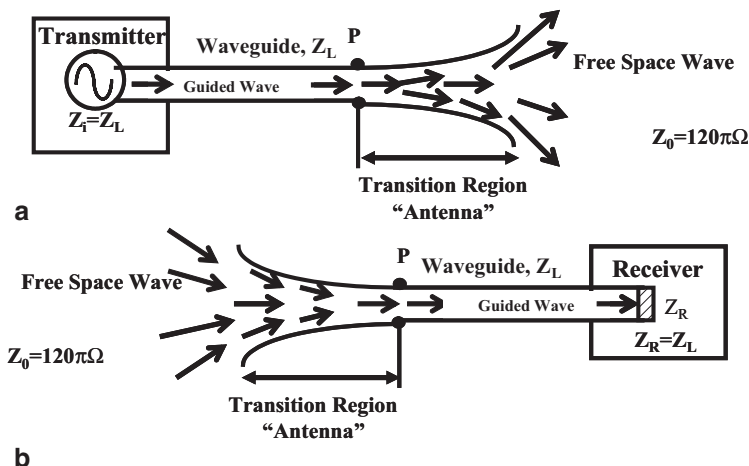 Transmitter
Waveguide, Z_L
P
Free Space Wave
Guided Wave
Z_i=Z_L
Z_0=120πΩ
Transition Region
“Antenna”
a
P
Free Space Wave
Waveguide, Z_L
Receiver
Guided Wave
Z_R
Z_0=120πΩ
Z_R=Z_L
Transition Region
“Antenna”
b